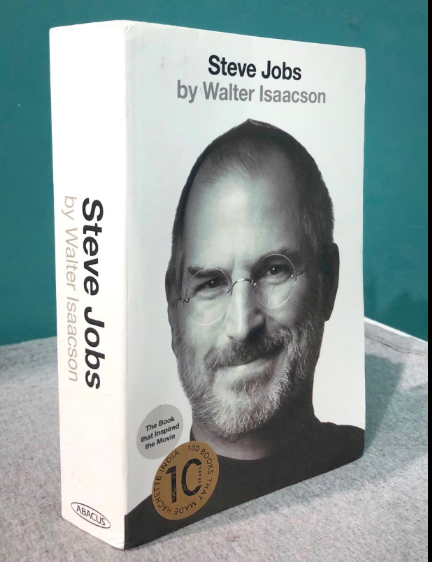 Steve Jobs
by Walter Isaacson
Steve Jobs
by Walter Isaacson
The Book
that Inspired
the Movie
HACHETTE INDIA
100 BOOKS THAT MADE
10
ABACUS